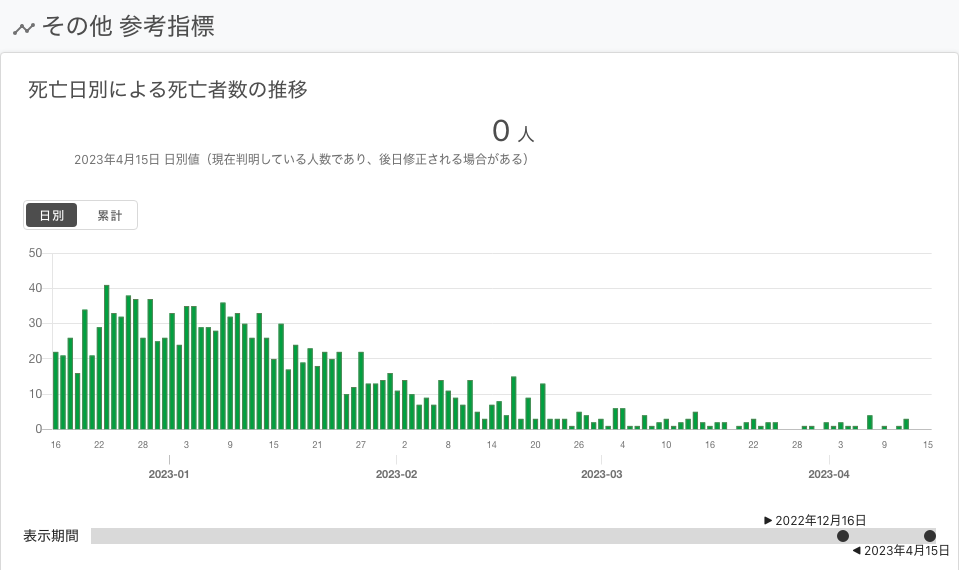 その他 参考指標
死亡日別による死亡者数の推移
0 人
2023年4月15日 日別値（現在判明している人数であり、後日修正される場合がある）
日別 累計
50
40
30
20
10
0
16 22 28 3 9 15 21 27 2 8 14 20 26 4 10 16 22 28 3 9 15
2023-01 2023-02 2023-03 2023-04
▶ 2022年12月16日
表示期間
◀ 2023年4月15日